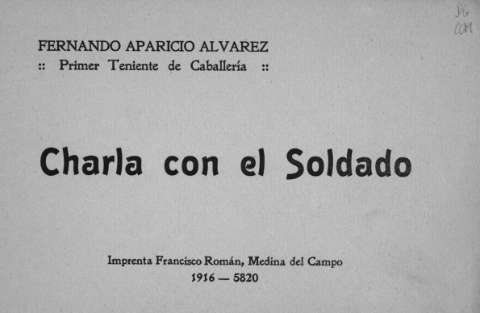 FERNANDO APARICIO ALVAREZ
:: Primer Teniente de Caballería ::
Charla con el Soldado
Imprenta Francisco Román, Medina del Campo
1916 — 5820